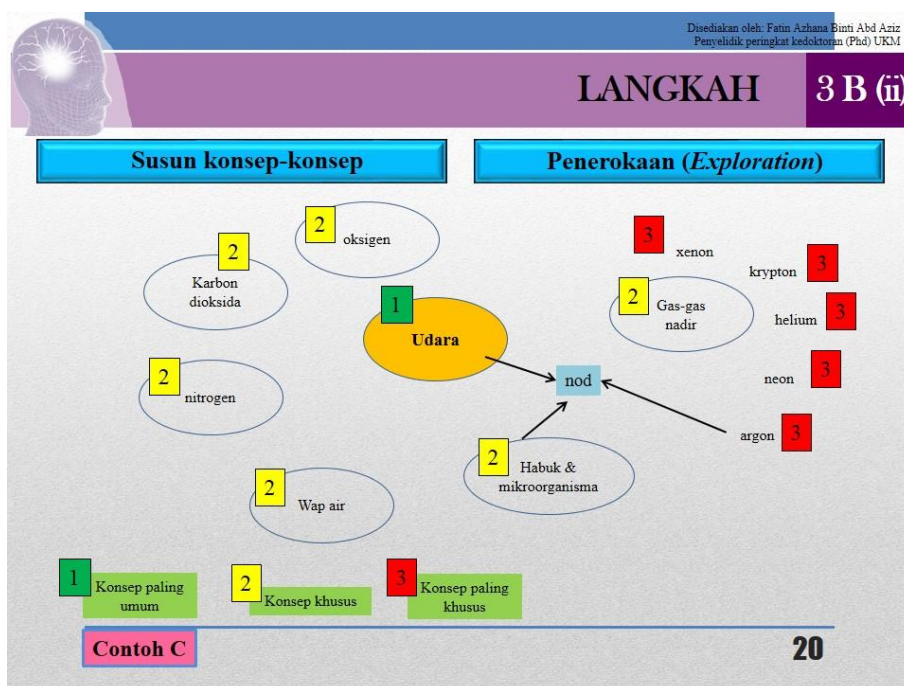 Disediakan oleh: Fatin Azhana Binti Abd Aziz
Penyelidik peringkat kedoktoran (Phd) UKM
LANGKAH
3 B (ii)
Susun konsep-konsep
Penerokaan (Exploration)
2
oksigen
2
Karbon
dioksida
1
Udara
2
nitrogen
2
Wap air
2
Habuk &
mikroorganisma
nod
3
xenon
krypton
3
2
Gas-gas
nadir
helium
3
neon
3
argon
3
1
Konsep paling
umum
2
Konsep khusus
3
Konsep paling
khusus
Contoh C
20